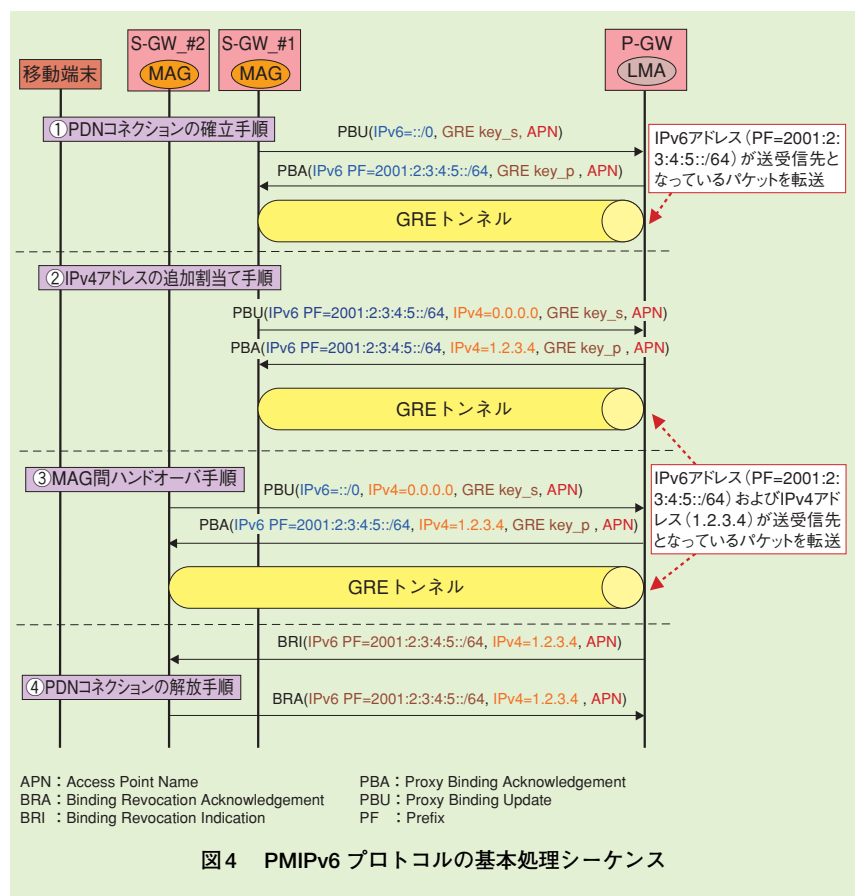 S-GW_#2
S-GW_#1
P-GW
移動端末
MAG
MAG
LMA
①PDNコネクションの確立手順
PBU(IPv6=::/0, GRE key_s, APN)
PBA(IPv6 PF=2001:2:3:4:5::/64, GRE key_p , APN)
IPv6アドレス(PF=2001:2:
3:4:5::/64)が送受信先と
なっているパケットを転送
GREトンネル
②IPv4アドレスの追加割当て手順
PBU(IPv6 PF=2001:2:3:4:5::/64, IPv4=0.0.0.0, GRE key_s, APN)
PBA(IPv6 PF=2001:2:3:4:5::/64, IPv4=1.2.3.4, GRE key_p , APN)
GREトンネル
③MAG間ハンドオーバ手順
PBU(IPv6=::/0, IPv4=0.0.0.0, GRE key_s, APN)
PBA(IPv6 PF=2001:2:3:4:5::/64, IPv4=1.2.3.4, GRE key_p , APN)
IPv6アドレス(PF=2001:2:
3:4:5::/64)およびIPv4アド
レス(1.2.3.4)が送受信先
となっているパケットを転送
GREトンネル
BRI(IPv6 PF=2001:2:3:4:5::/64, IPv4=1.2.3.4, APN)
④PDNコネクションの解放手順
BRA(IPv6 PF=2001:2:3:4:5::/64, IPv4=1.2.3.4 , APN)
APN:Access Point Name
BRA:Binding Revocation Acknowledgement
BRI :Binding Revocation Indication
PBA:Proxy Binding Acknowledgement
PBU:Proxy Binding Update
PF :Prefix
図4 PMIPv6 プロトコルの基本処理シーケンス